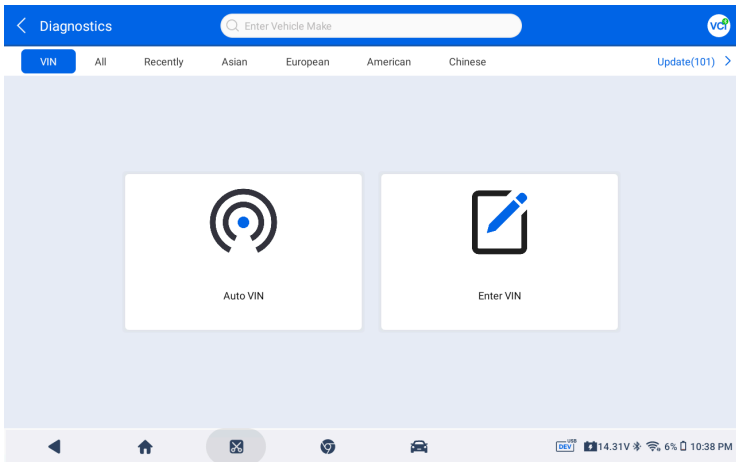 Diagnostics
Enter Vehicle Make
VCI
VIN All Recently Asian European American Chinese Update(101)
Auto VIN
Enter VIN
DEV USB 14.31V 6% 10:38 PM